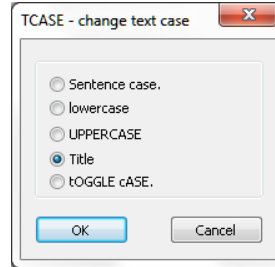 TCASE - change text case
Sentence case.
lowercase
UPPERCASE
Title
tOGGLE cASE.
OK Cancel